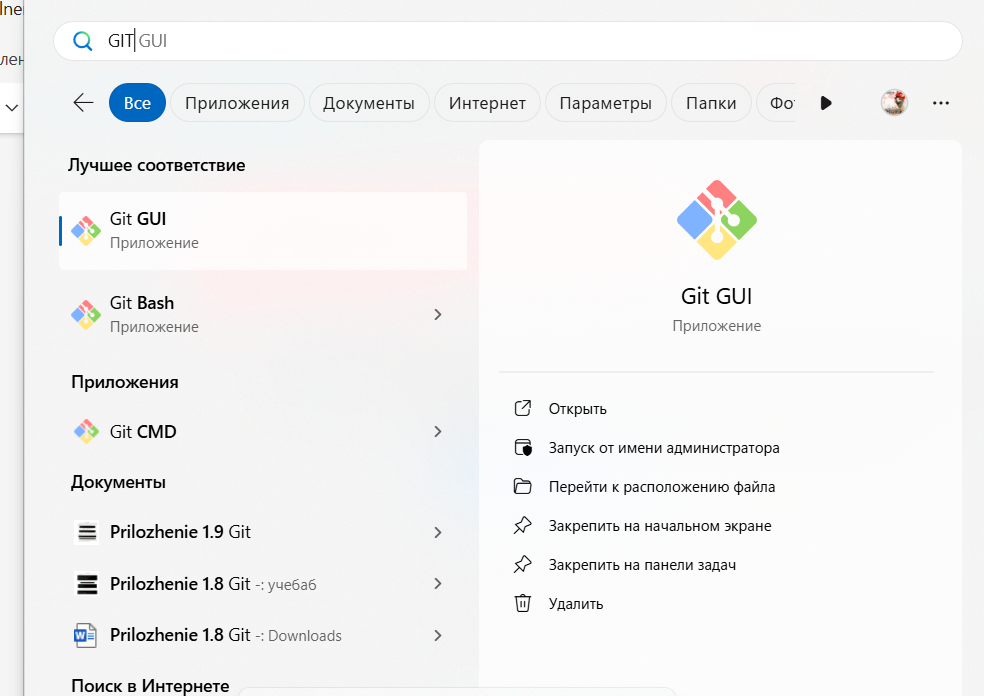 lne
лен
GIT GUI
Все
Приложения
Документы
Интернет
Параметры
Папки
Фо
Лучшее соответствие
Git GUI
Приложение
Git Bash
Приложение
Приложения
Git CMD
Документы
Prilozhenie 1.9 Git
Prilozhenie 1.8 Git -: учебаб
Prilozhenie 1.8 Git -: Downloads
Поиск в Интернете
Git GUI
Приложение
Открыть
Запуск от имени администратора
Перейти к расположению файла
Закрепить на начальном экране
Закрепить на панели задач
Удалить